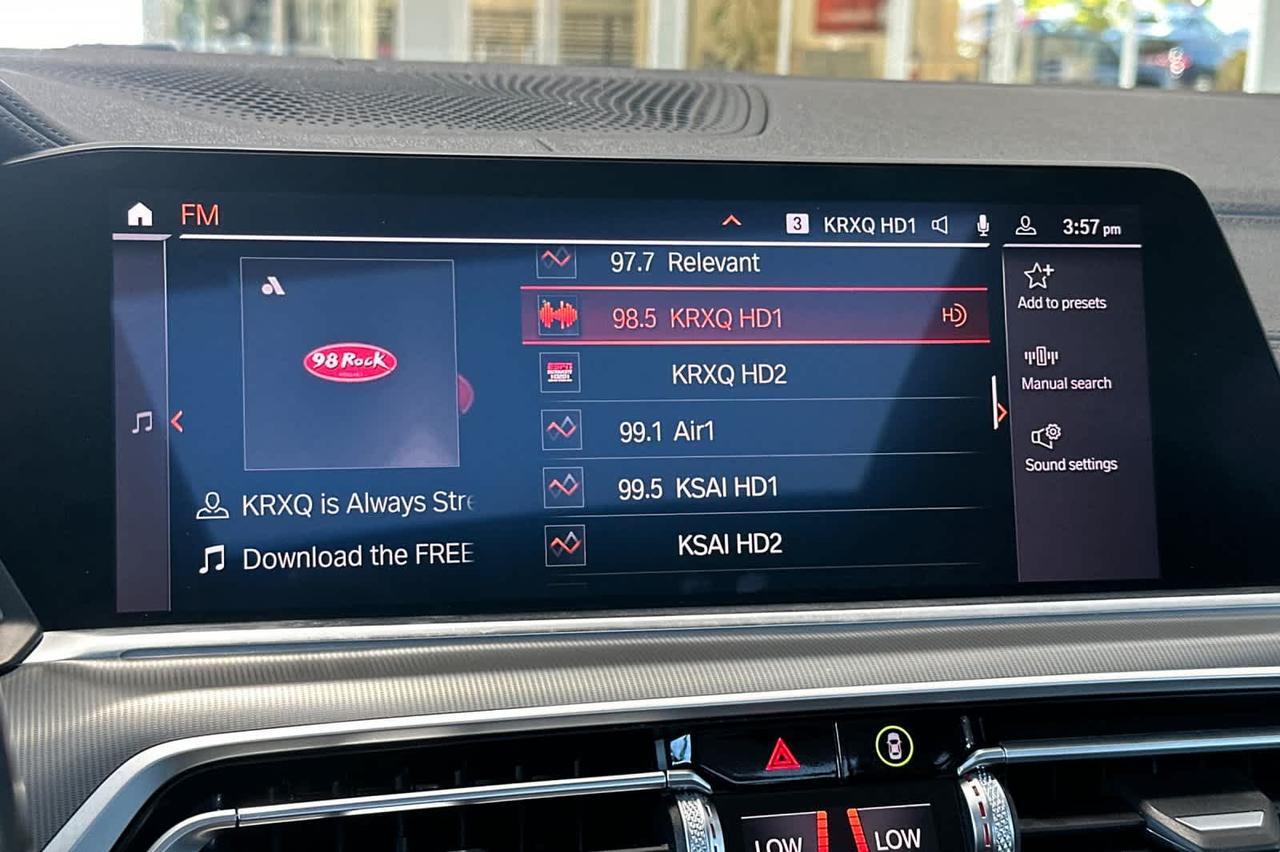 FM
3 KRXQ HD1
3:57 pm
97.7 Relevant
98.5 KRXQ HD1 HD
KRXQ HD2
99.1 Air1
99.5 KSAI HD1
KSAI HD2
98 Rock
KRXQ is Always Stre
Download the FREE
Add to presets
Manual search
Sound settings
LOW
LOW